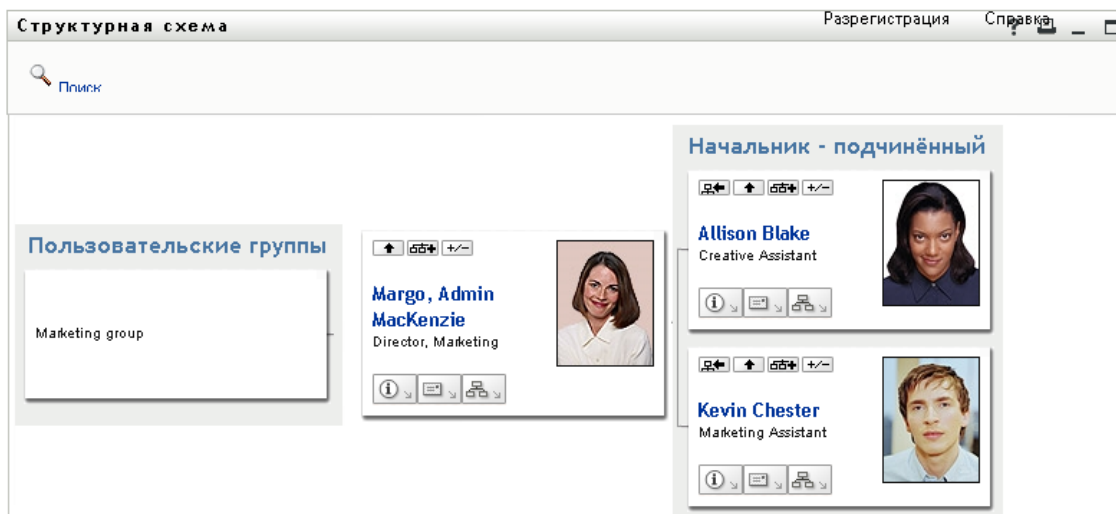 Структурная схема
Разрегистрация
Справка
Поиск
Начальник - подчинённый
Allison Blake
Creative Assistant
Пользовательские группы
Marketing group
Margo, Admin
MacKenzie
Director, Marketing
Kevin Chester
Marketing Assistant